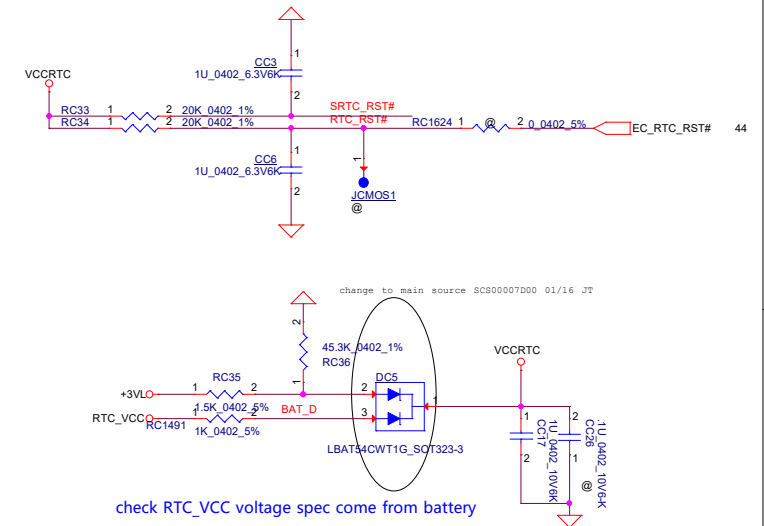 1
CC3
1U_0402_6.3V6K
VCCRTC
2
RC33 1 2 20K_0402_1% SRTC_RST#
RC34 1 2 20K_0402_1% RTC_RST# RC1624 1 @ 2 0_0402_5% EC_RTC_RST# 44
1
CC6
1U_0402_6.3V6K
1
2
JCMOS1
@
change to main source SCS00007D00 01/16 JT
2
45.3K_0402_1%
RC36
VCCRTC
1
RC35 DC5
+3VL 1 2 2
1.5K_0402_5% 1
RTC_VCC 1 2 BAT_D 3
RC1491 1K_0402_5%
LBAT54CWT1G_SOT323-3
1 2
1U_0402_10V6K
CC17
.1U_0402_10V6-K
CC26
2 1
@
check RTC_VCC voltage spec come from battery